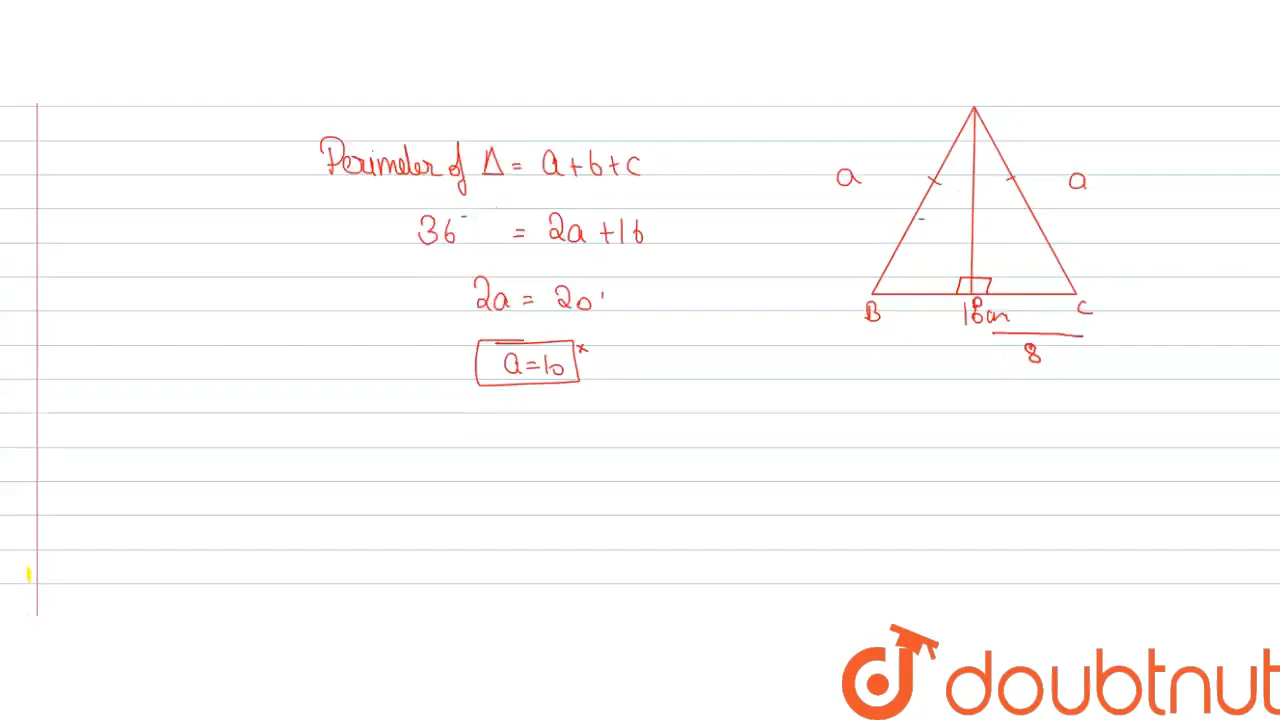 Perimeter of Δ = a+b+c
36 = 2a+16
2a = 20
a=10
a
a
B
16cm
C
8
doubtnut